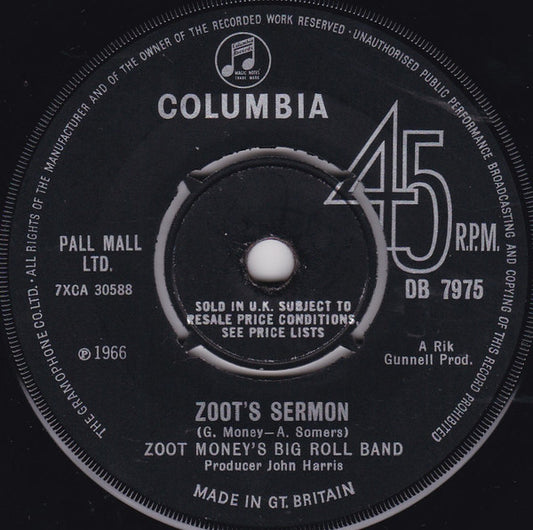 THE GRAMOPHONE CO. LTD. · ALL RIGHTS OF THE MANUFACTURER AND OF THE OWNER OF THE RECORDED WORK RESERVED · UNAUTHORISED PUBLIC PERFORMANCE BROADCASTING AND COPYING OF THIS RECORD PROHIBITED
Columbia
MAGIC NOTES
TRADE MARK
COLUMBIA
45
R.P.M.
PALL MALL
LTD.
7XCA 30588
DB 7975
SOLD IN U.K. SUBJECT TO
RESALE PRICE CONDITIONS,
SEE PRICE LISTS
℗ 1966
A Rik
Gunnell Prod.
ZOOT'S SERMON
(G. Money—A. Somers)
ZOOT MONEY'S BIG ROLL BAND
Producer John Harris
MADE IN GT. BRITAIN